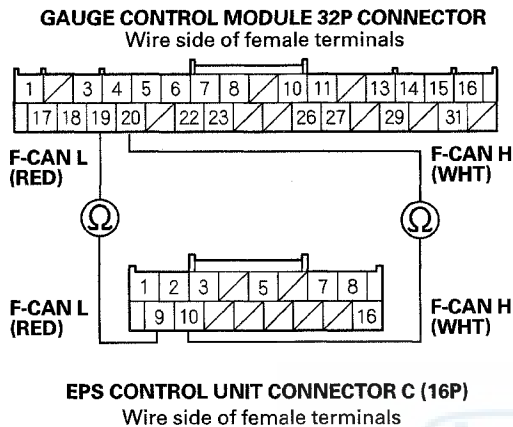 GAUGE CONTROL MODULE 32P CONNECTOR
Wire side of female terminals
1 3 4 5 6 7 8 10 11 13 14 15 16
17 18 19 20 22 23 26 27 29 31
F-CAN L
(RED)
F-CAN H
(WHT)
Ω Ω
1 2 3 5 7 8
9 10 16
F-CAN L
(RED)
F-CAN H
(WHT)
EPS CONTROL UNIT CONNECTOR C (16P)
Wire side of female terminals